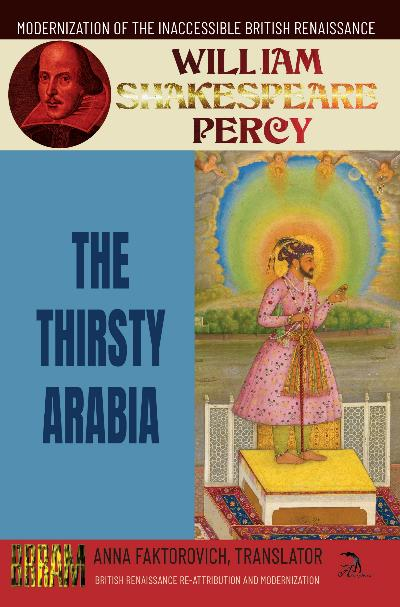 MODERNIZATION OF THE INACCESSIBLE BRITISH RENAISSANCE
WILLIAM
SHAKESPEARE
PERCY
THE
THIRSTY
ARABIA
BRRAM
ANNA FAKTOROVICH, TRANSLATOR
BRITISH RENAISSANCE RE-ATTRIBUTION AND MODERNIZATION